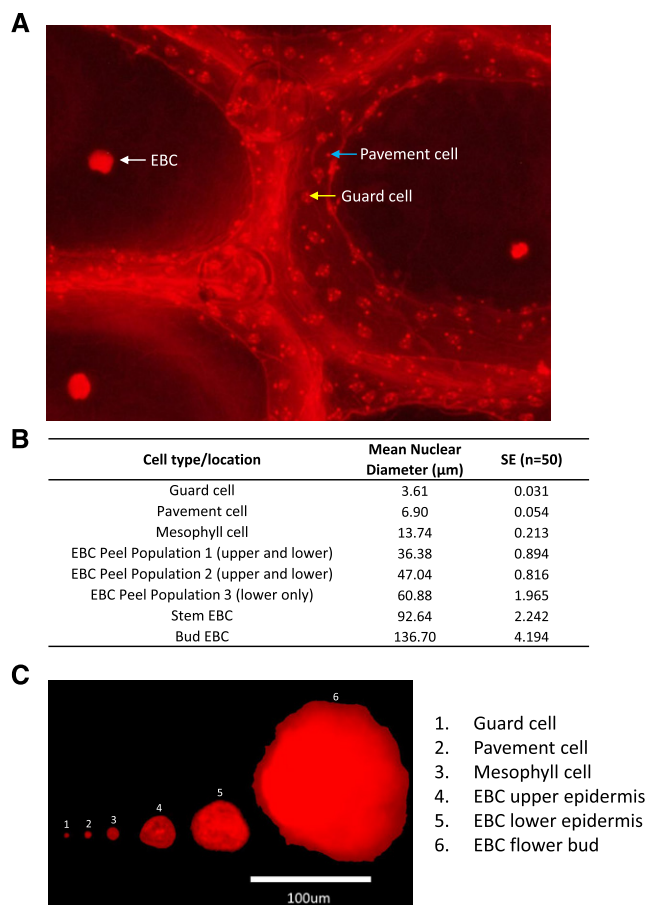 A
EBC
Pavement cell
Guard cell
B
Cell type/location Mean Nuclear Diameter (µm) SE (n=50)
Guard cell 3.61 0.031
Pavement cell 6.90 0.054
Mesophyll cell 13.74 0.213
EBC Peel Population 1 (upper and lower) 36.38 0.894
EBC Peel Population 2 (upper and lower) 47.04 0.816
EBC Peel Population 3 (lower only) 60.88 1.965
Stem EBC 92.64 2.242
Bud EBC 136.70 4.194
C
1
2
3
4
5
6
100um
1. Guard cell
2. Pavement cell
3. Mesophyll cell
4. EBC upper epidermis
5. EBC lower epidermis
6. EBC flower bud